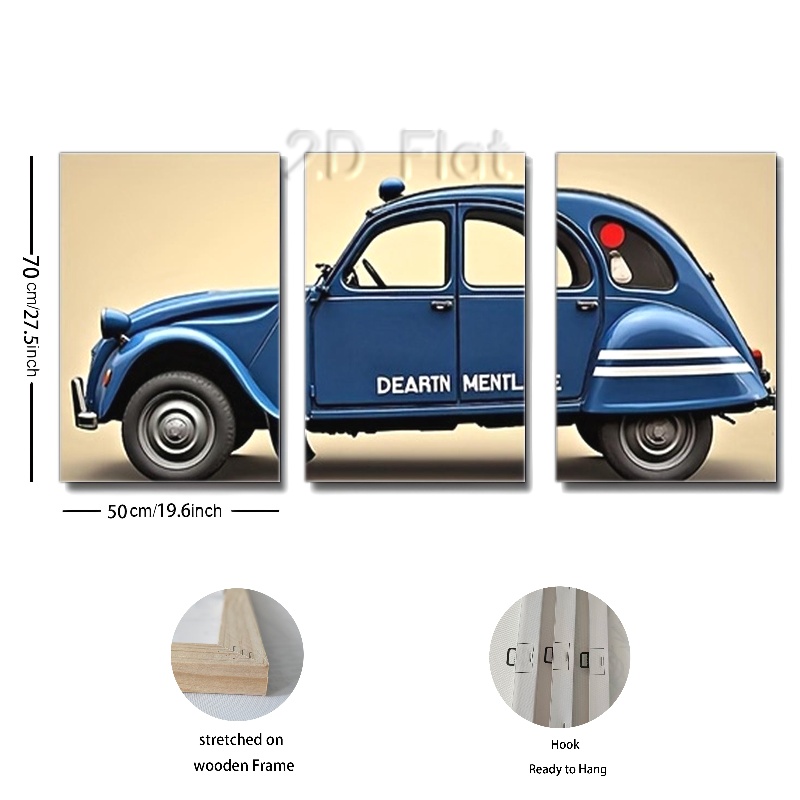 2D Flat
70 cm/27.5inch
DEARTN MENTL E
50cm/19.6inch
stretched on
wooden Frame
Hook
Ready to Hang